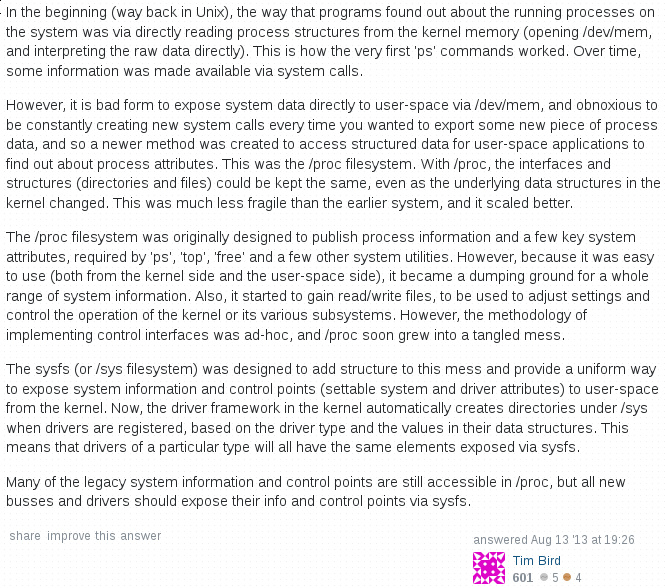 In the beginning (way back in Unix), the way that programs found out about the running processes on
the system was via directly reading process structures from the kernel memory (opening /dev/mem,
and interpreting the raw data directly). This is how the very first 'ps' commands worked. Over time,
some information was made available via system calls.
However, it is bad form to expose system data directly to user-space via /dev/mem, and obnoxious to
be constantly creating new system calls every time you wanted to export some new piece of process
data, and so a newer method was created to access structured data for user-space applications to
find out about process attributes. This was the /proc filesystem. With /proc, the interfaces and
structures (directories and files) could be kept the same, even as the underlying data structures in the
kernel changed. This was much less fragile than the earlier system, and it scaled better.
The /proc filesystem was originally designed to publish process information and a few key system
attributes, required by 'ps', 'top', 'free' and a few other system utilities. However, because it was easy
to use (both from the kernel side and the user-space side), it became a dumping ground for a whole
range of system information. Also, it started to gain read/write files, to be used to adjust settings and
control the operation of the kernel or its various subsystems. However, the methodology of
implementing control interfaces was ad-hoc, and /proc soon grew into a tangled mess.
The sysfs (or /sys filesystem) was designed to add structure to this mess and provide a uniform way
to expose system information and control points (settable system and driver attributes) to user-space
from the kernel. Now, the driver framework in the kernel automatically creates directories under /sys
when drivers are registered, based on the driver type and the values in their data structures. This
means that drivers of a particular type will all have the same elements exposed via sysfs.
Many of the legacy system information and control points are still accessible in /proc, but all new
busses and drivers should expose their info and control points via sysfs.
share improve this answer
answered Aug 13 '13 at 19:26
Tim Bird
601 5 4